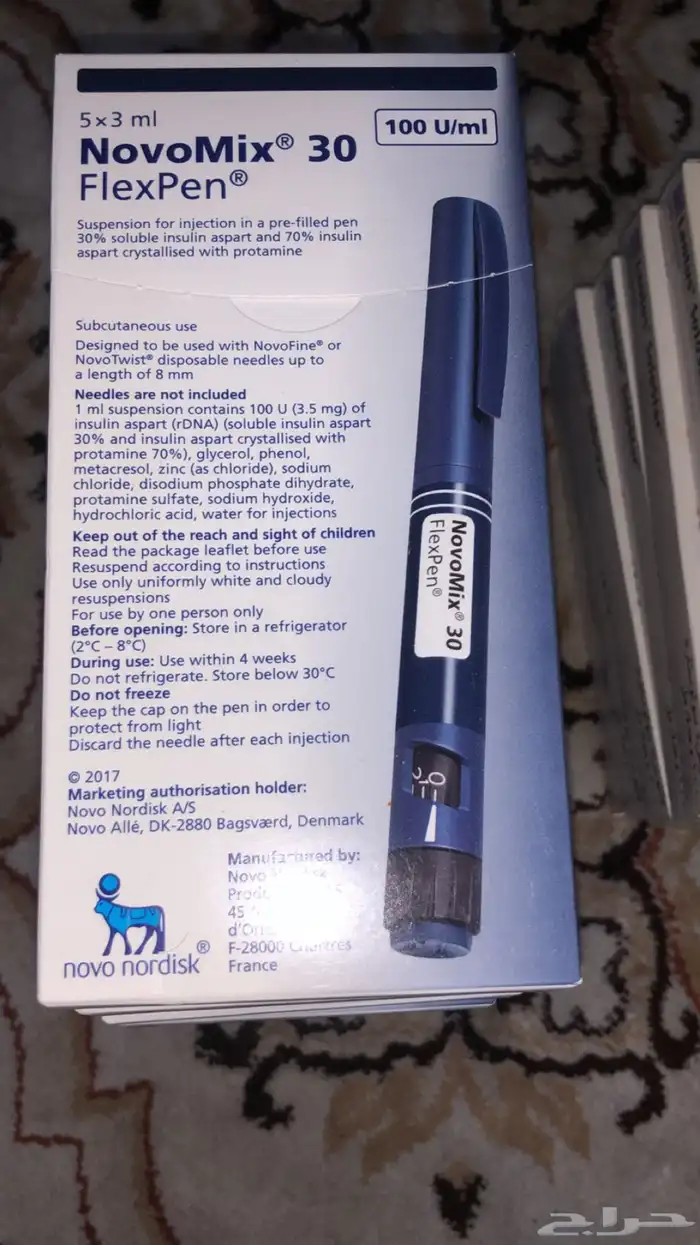 5×3 ml
100 U/ml
NovoMix® 30
FlexPen®
Suspension for injection in a pre-filled pen
30% soluble insulin aspart and 70% insulin
aspart crystallised with protamine
Subcutaneous use
Designed to be used with NovoFine® or
NovoTwist® disposable needles up to
a length of 8 mm
Needles are not included
1 ml suspension contains 100 U (3.5 mg) of
insulin aspart (rDNA) (soluble insulin aspart
30% and insulin aspart crystallised with
protamine 70%), glycerol, phenol,
metacresol, zinc (as chloride), sodium
chloride, disodium phosphate dihydrate,
protamine sulfate, sodium hydroxide,
hydrochloric acid, water for injections
Keep out of the reach and sight of children
Read the package leaflet before use
Resuspend according to instructions
Use only uniformly white and cloudy
resuspensions
For use by one person only
Before opening: Store in a refrigerator
(2°C – 8°C)
During use: Use within 4 weeks
Do not refrigerate. Store below 30°C
Do not freeze
Keep the cap on the pen in order to
protect from light
Discard the needle after each injection
© 2017
Marketing authorisation holder:
Novo Nordisk A/S
Novo Allé, DK-2880 Bagsværd, Denmark
Manufactured by:
Novo
45
F-28000 Chartres
France
novo nordisk®
NovoMix® 30
FlexPen®
0
حراج